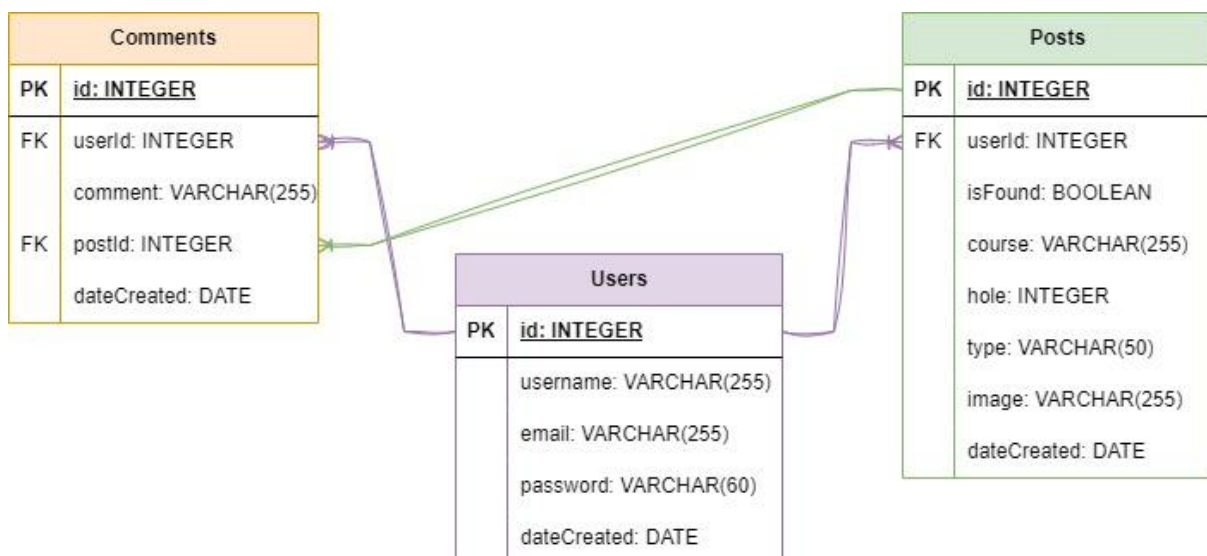 Comments
PK id: INTEGER
FK userId: INTEGER
comment: VARCHAR(255)
FK postId: INTEGER
dateCreated: DATE
Users
PK id: INTEGER
username: VARCHAR(255)
email: VARCHAR(255)
password: VARCHAR(60)
dateCreated: DATE
Posts
PK id: INTEGER
FK userId: INTEGER
isFound: BOOLEAN
course: VARCHAR(255)
hole: INTEGER
type: VARCHAR(50)
image: VARCHAR(255)
dateCreated: DATE